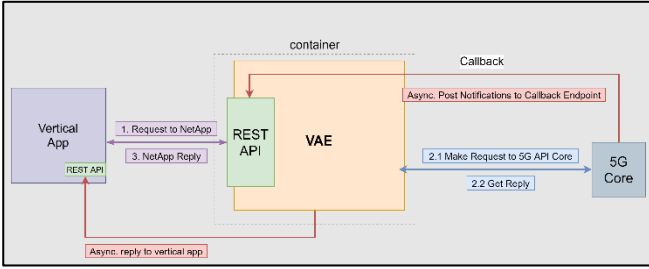 container
Callback
Async. Post Notifications to Callback Endpoint
Vertical
App
REST API
1. Request to NetApp
3. NetApp Reply
REST
API
VAE
2.1 Make Request to 5G API Core
2.2 Get Reply
5G
Core
Async. reply to vertical app